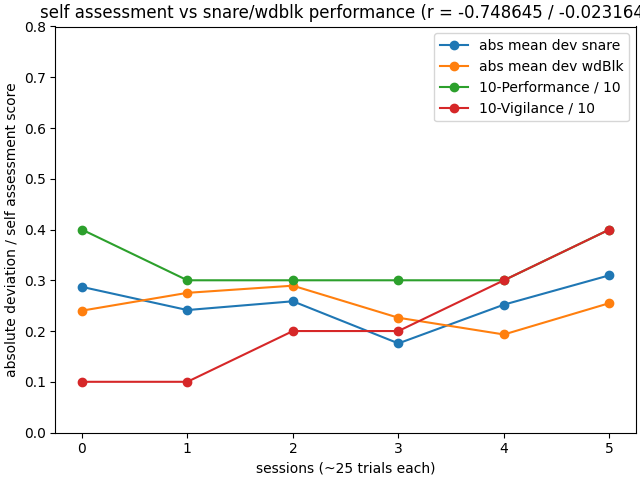 self assessment vs snare/wdblk performance (r = -0.748645 / -0.023164
abs mean dev snare
abs mean dev wdBlk
10-Performance / 10
10-Vigilance / 10
absolute deviation / self assessment score
0.8
0.7
0.6
0.5
0.4
0.3
0.2
0.1
0.0
0 1 2 3 4 5
sessions (~25 trials each)